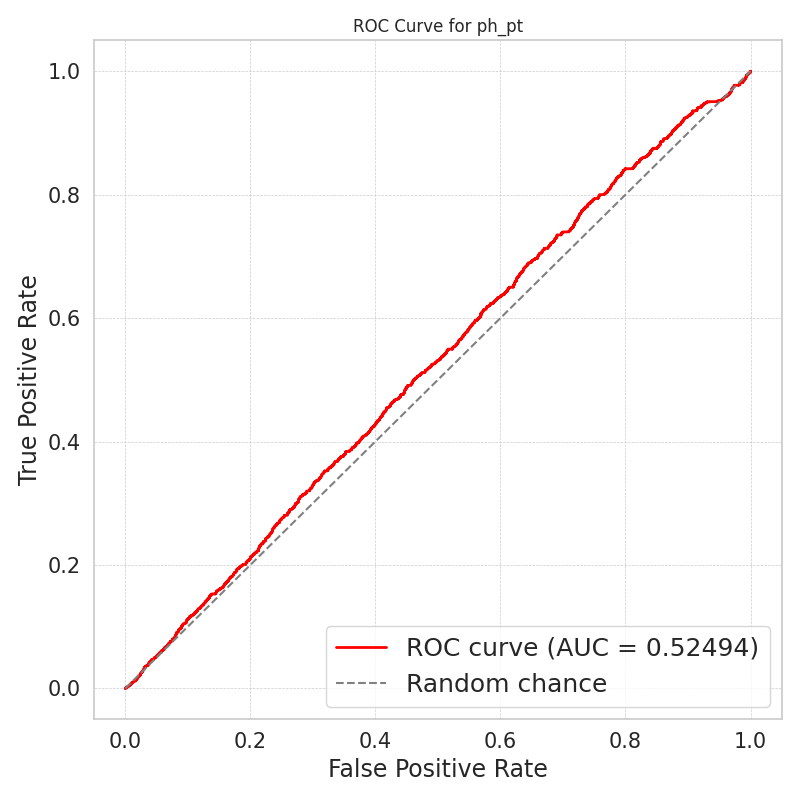 ROC Curve for ph_pt
True Positive Rate
1.0
0.8
0.6
0.4
0.2
0.0
ROC curve (AUC = 0.52494)
Random chance
0.0 0.2 0.4 0.6 0.8 1.0
False Positive Rate